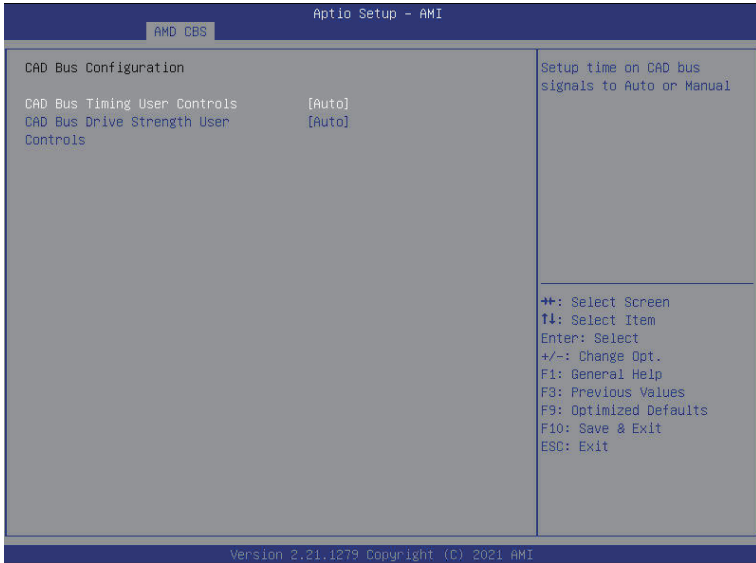 Aptio Setup – AMI
AMD CBS
CAD Bus Configuration
CAD Bus Timing User Controls [Auto]
CAD Bus Drive Strength User [Auto]
Controls
Setup time on CAD bus
signals to Auto or Manual
→←: Select Screen
↑↓: Select Item
Enter: Select
+/-: Change Opt.
F1: General Help
F3: Previous Values
F9: Optimized Defaults
F10: Save & Exit
ESC: Exit
Version 2.21.1279 Copyright (C) 2021 AMI